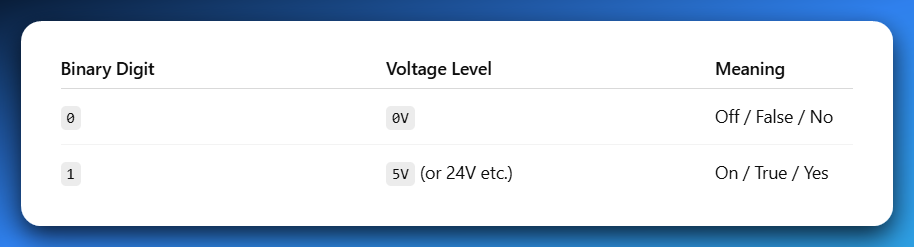 Binary Digit Voltage Level Meaning
0 0V Off / False / No
1 5V (or 24V etc.) On / True / Yes